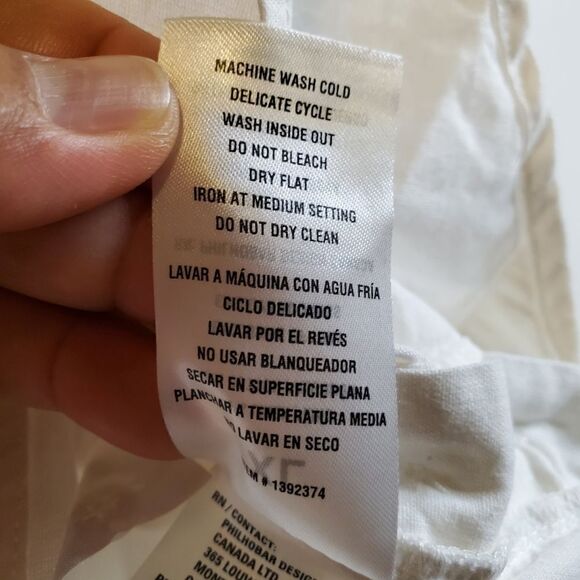 MACHINE WASH COLD
DELICATE CYCLE
WASH INSIDE OUT
DO NOT BLEACH
DRY FLAT
IRON AT MEDIUM SETTING
DO NOT DRY CLEAN
LAVAR A MÁQUINA CON AGUA FRÍA
CICLO DELICADO
LAVAR POR EL REVÉS
NO USAR BLANQUEADOR
SECAR EN SUPERFICIE PLANA
PLANCHAR A TEMPERATURA MEDIA
LAVAR EN SECO
# 1392374
RN / CONTACT:
PHILHOBAR DESIGN
CANADA LTD
365